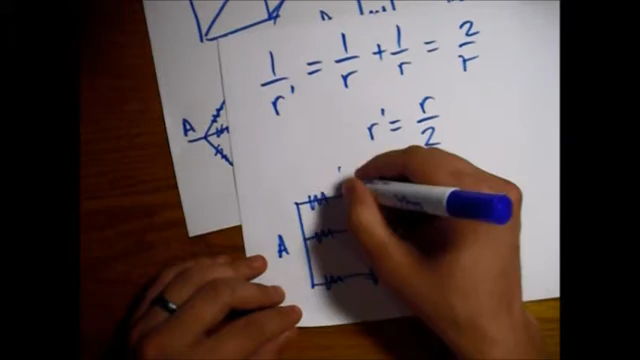 1/r' = 1/r + 1/r = 2/r
r' = r/2
A
A